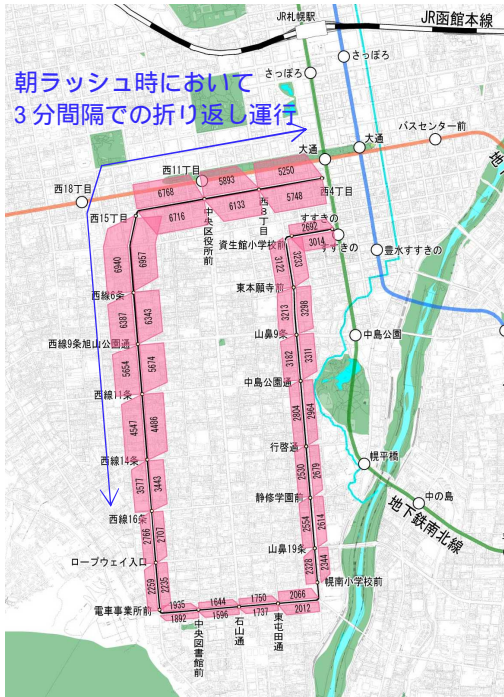 JR函館本線
JR札幌駅
さっぽろ
さっぽろ
朝ラッシュ時において
3分間隔での折り返し運行
バスセンター前
大通
大通
西11丁目
西18丁目
西15丁目
西4丁目
西8丁目
中央区役所前
6768
5893
5250
6716
6133
5748
すすきの
すすきの
資生館小学校前
2692
3014
豊水すすきの
6940
6957
3212
3233
西線6条
東本願寺前
6387
6343
3213
3298
西線9条旭山公園通
山鼻9条
中島公園
5654
5674
3182
3311
西線11条
中島公園通
4547
4486
2804
2964
西線14条
行啓通
幌平橋
3577
3443
2530
2679
西線16条
静修学園前
中の島
地下鉄南北線
2766
2707
2554
2614
ロープウェイ入口
山鼻19条
2259
2235
2328
2344
電車事業所前
幌南小学校前
1935
1644
1750
2066
1892
1596
1737
2012
中央図書館前
石山通
東屯田通